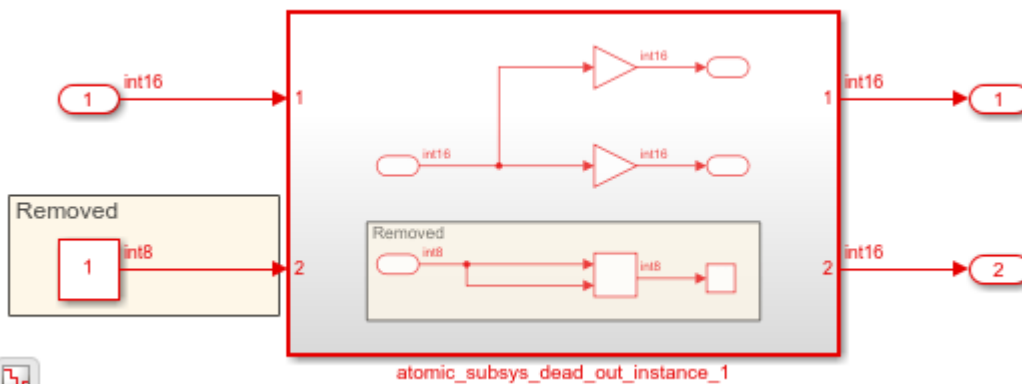 int16
int16
int16
1
1
1
1
int16
int16
Removed
Removed
int8
1
int8
2
int8
int16
2
2
atomic_subsys_dead_out_instance_1